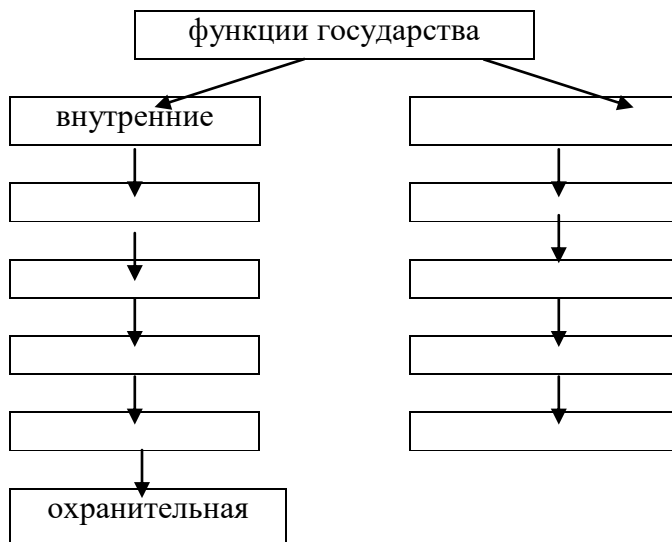 функции государства
внутренние
охранительная